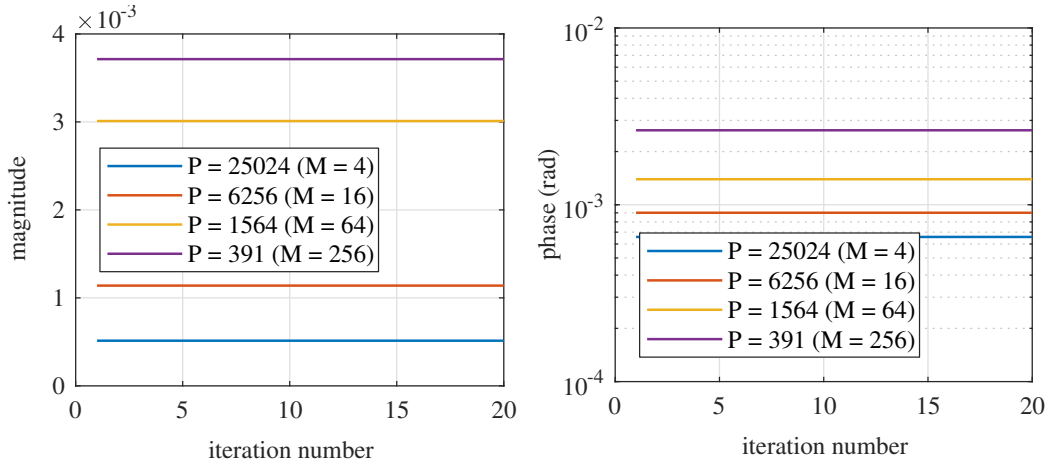 ×10-3
4
3
2
1
0
magnitude
P = 25024 (M = 4)
P = 6256 (M = 16)
P = 1564 (M = 64)
P = 391 (M = 256)
0 5 10 15 20
iteration number
10-2
10-3
10-4
phase (rad)
P = 25024 (M = 4)
P = 6256 (M = 16)
P = 1564 (M = 64)
P = 391 (M = 256)
0 5 10 15 20
iteration number